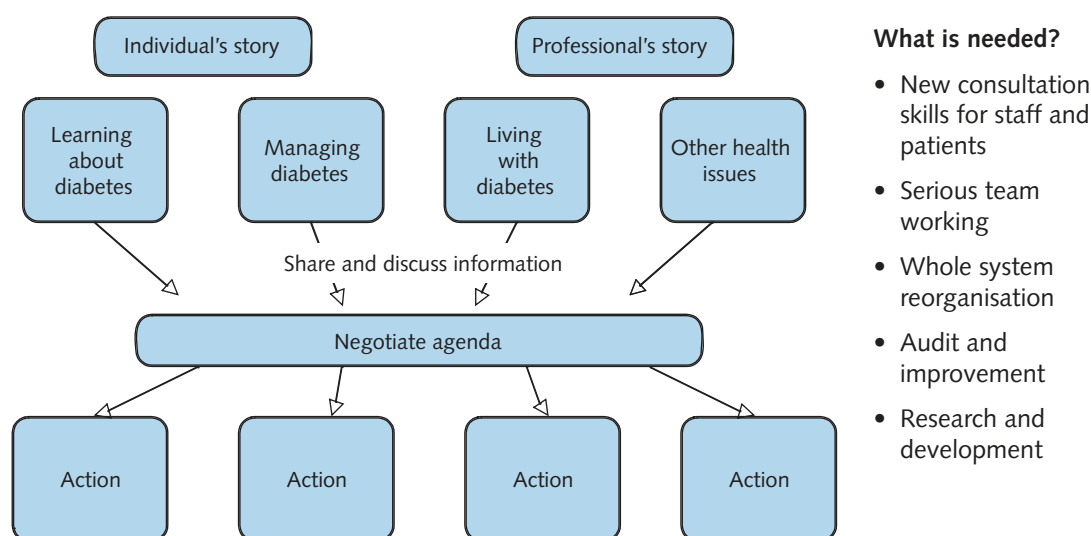 Individual's story
Professional's story
Learning
about
diabetes
Managing
diabetes
Living
with
diabetes
Other health
issues
Share and discuss information
Negotiate agenda
Action
Action
Action
Action
What is needed?
• New consultation
skills for staff and
patients
• Serious team
working
• Whole system
reorganisation
• Audit and
improvement
• Research and
development